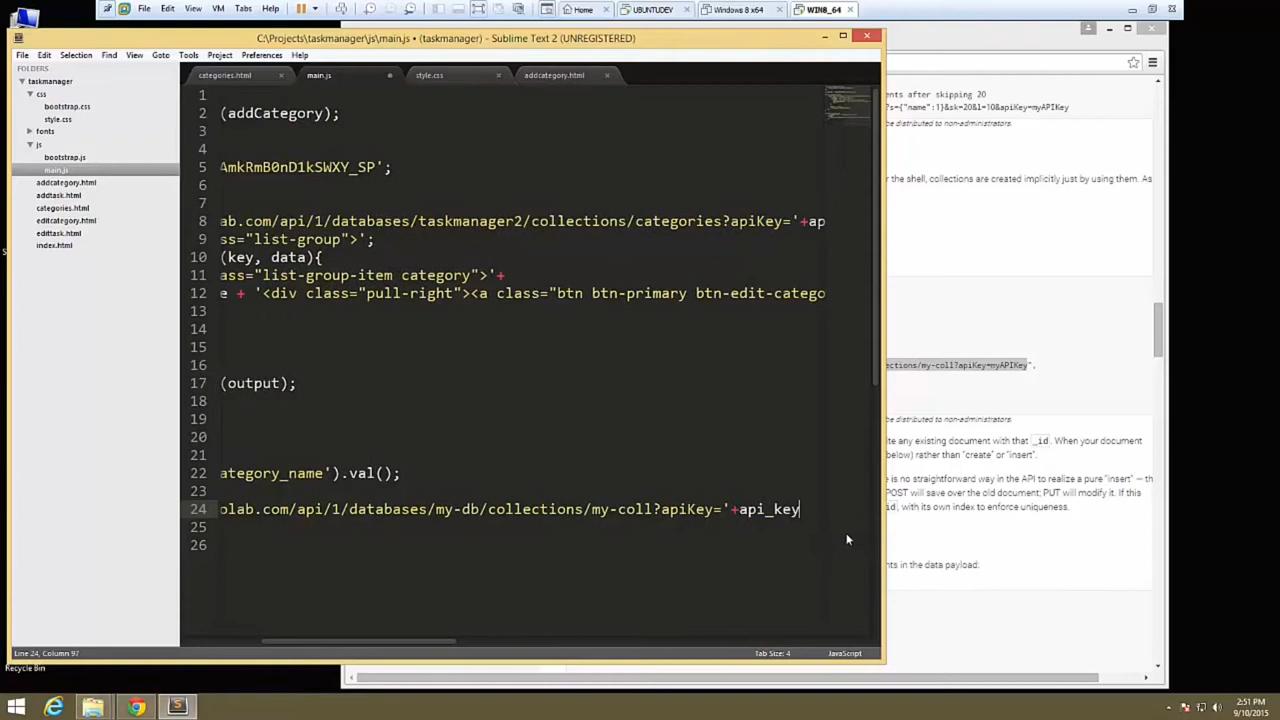 File Edit View VM Tabs Help
Home
UBUNTUDEV
Windows 8 x64
WIN8_64
C:\Projects\taskmanager\js\main.js • (taskmanager) - Sublime Text 2 (UNREGISTERED)
File Edit Selection Find View Goto Tools Project Preferences Help
FOLDERS
taskmanager
css
bootstrap.css
style.css
fonts
js
bootstrap.js
main.js
addcategory.html
addtask.html
categories.html
editcategory.html
edittask.html
index.html
categories.html
main.js
style.css
addcategory.html
1
2 (addCategory);
3
4
5 AmkRmB0nD1kSWXY_SP';
6
7
8 ab.com/api/1/databases/taskmanager2/collections/categories?apiKey='+ap
9 ss="list-group">';
10 (key, data){
11 ass="list-group-item category">'+
12 e + '<div class="pull-right"><a class="btn btn-primary btn-edit-catego
13
14
15
16
17 (output);
18
19
20
21
22 ategory_name').val();
23
24 olab.com/api/1/databases/my-db/collections/my-coll?apiKey='+api_key
25
26
Line 24, Column 97
Tab Size: 4
JavaScript
ents after skipping 20
?s={"name":1}&sk=20&l=10&apiKey=myAPIKey
be distributed to non-administrators.
r the shell, collections are created implicitly just by using them. As
ections/my-coll?apiKey=myAPIKey",
be distributed to non-administrators.
ite any existing document with that _id. When your document
below) rather than "create" or "insert".
e is no straightforward way in the API to realize a pure "insert" — th
POST will save over the old document; PUT will modify it. If this
id, with its own index to enforce uniqueness.
nts in the data payload.
Recycle Bin
2:51 PM
9/10/2015